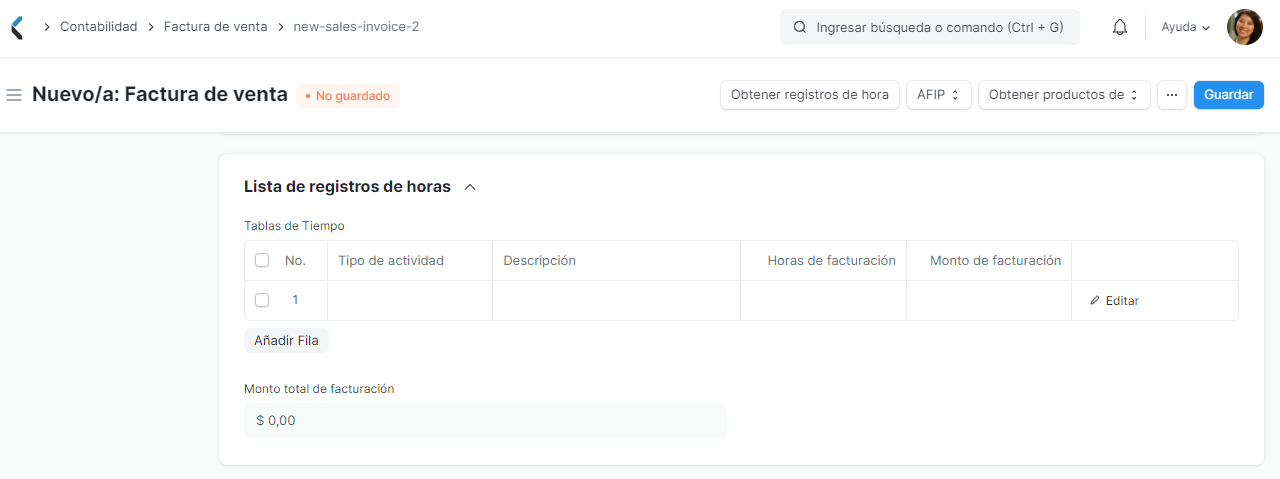 Contabilidad > Factura de venta > new-sales-invoice-2
Ingresar búsqueda o comando (Ctrl + G)
Ayuda
Nuevo/a: Factura de venta
• No guardado
Obtener registros de hora
AFIP
Obtener productos de
...
Guardar
Lista de registros de horas
Tablas de Tiempo
No. Tipo de actividad Descripción Horas de facturación Monto de facturación
1 Editar
Añadir Fila
Monto total de facturación
$ 0,00